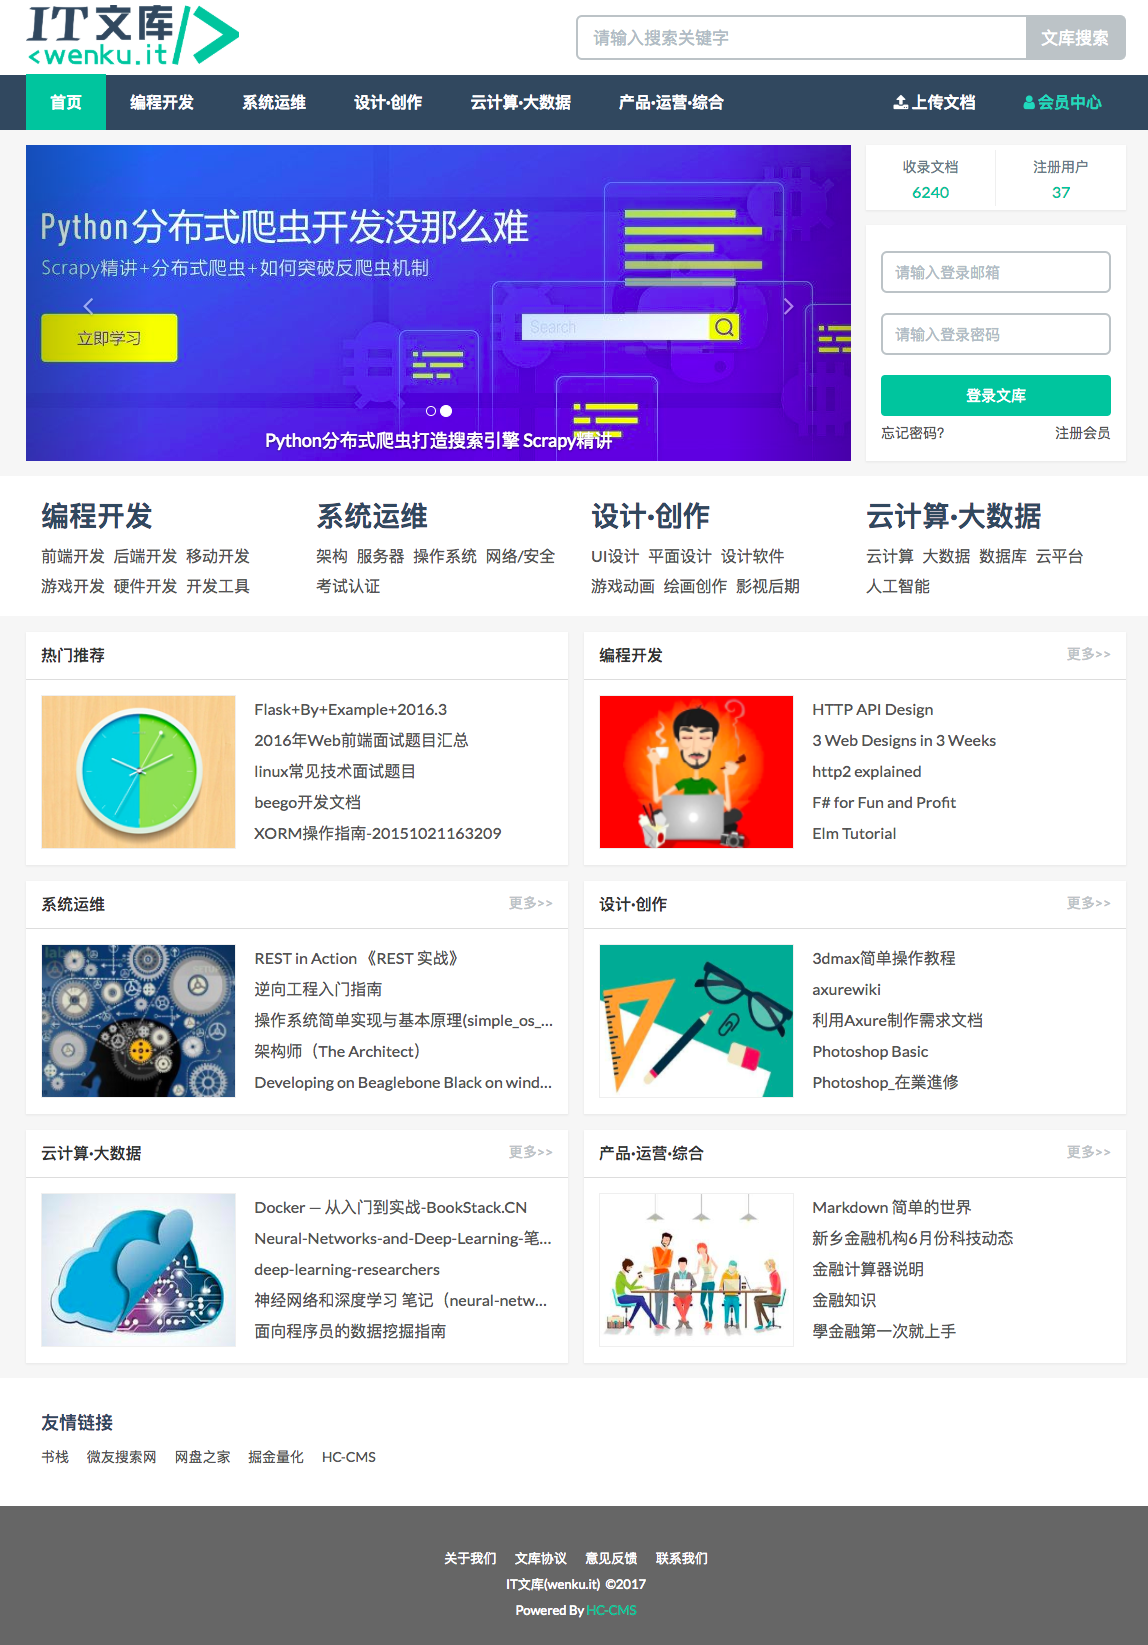 IT文库/>
<wenku.it>
请输入搜索关键字
文库搜索
首页 编程开发 系统运维 设计·创作 云计算·大数据 产品·运营·综合 上传文档 会员中心
Python分布式爬虫开发没那么难
Scrapy精讲+分布式爬虫+如何突破反爬虫机制
立即学习
Search
Python分布式爬虫打造搜索引擎 Scrapy精讲
收录文档 注册用户
6240 37
请输入登录邮箱
请输入登录密码
登录文库
忘记密码? 注册会员
编程开发
前端开发 后端开发 移动开发
游戏开发 硬件开发 开发工具
系统运维
架构 服务器 操作系统 网络/安全
考试认证
设计·创作
UI设计 平面设计 设计软件
游戏动画 绘画创作 影视后期
云计算·大数据
云计算 大数据 数据库 云平台
人工智能
热门推荐
Flask+By+Example+2016.3
2016年Web前端面试题目汇总
linux常见技术面试题目
beego开发文档
XORM操作指南-20151021163209
编程开发 更多>>
HTTP API Design
3 Web Designs in 3 Weeks
http2 explained
F# for Fun and Profit
Elm Tutorial
系统运维 更多>>
REST in Action 《REST 实战》
逆向工程入门指南
操作系统简单实现与基本原理(simple_os_...
架构师（The Architect）
Developing on Beaglebone Black on wind...
设计·创作 更多>>
3dmax简单操作教程
axurewiki
利用Axure制作需求文档
Photoshop Basic
Photoshop_在業進修
云计算·大数据 更多>>
Docker — 从入门到实战-BookStack.CN
Neural-Networks-and-Deep-Learning-笔...
deep-learning-researchers
神经网络和深度学习 笔记（neural-netw...
面向程序员的数据挖掘指南
产品·运营·综合 更多>>
Markdown 简单的世界
新乡金融机构6月份科技动态
金融计算器说明
金融知识
學金融第一次就上手
友情链接
书栈 微友搜索网 网盘之家 掘金量化 HC-CMS
关于我们 文库协议 意见反馈 联系我们
IT文库(wenku.it) ©2017
Powered By HC-CMS